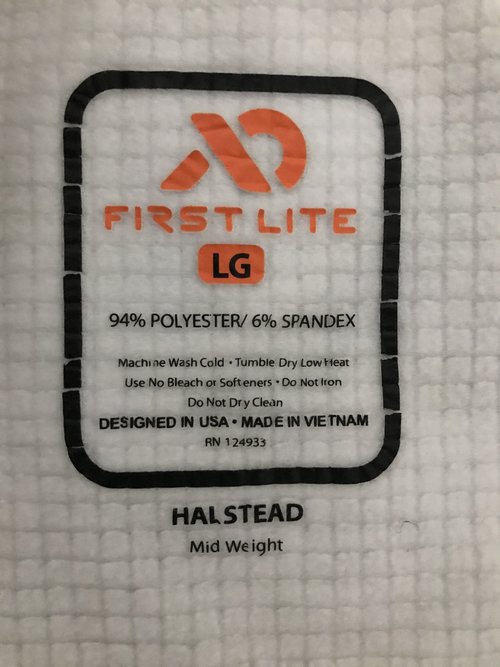 FIRST LITE
LG
94% POLYESTER/ 6% SPANDEX
Machine Wash Cold • Tumble Dry Low Heat
Use No Bleach or Softeners • Do Not Iron
Do Not Dry Clean
DESIGNED IN USA • MADE IN VIETNAM
RN 124933
HALSTEAD
Mid Weight